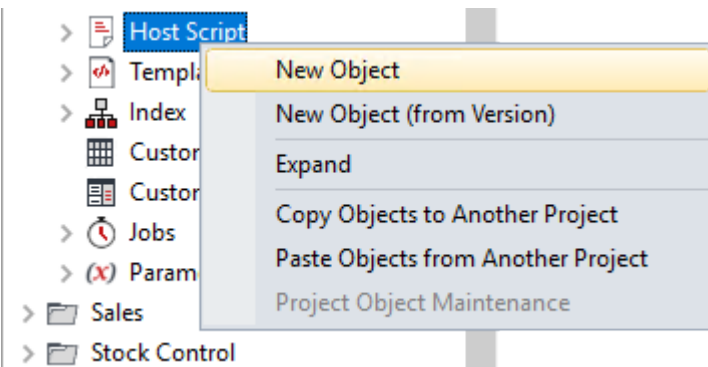 Host Script
New Object
New Object (from Version)
Index
Expand
Copy Objects to Another Project
Jobs
Paste Objects from Another Project
(x)
Project Object Maintenance
Sales
Stock Control